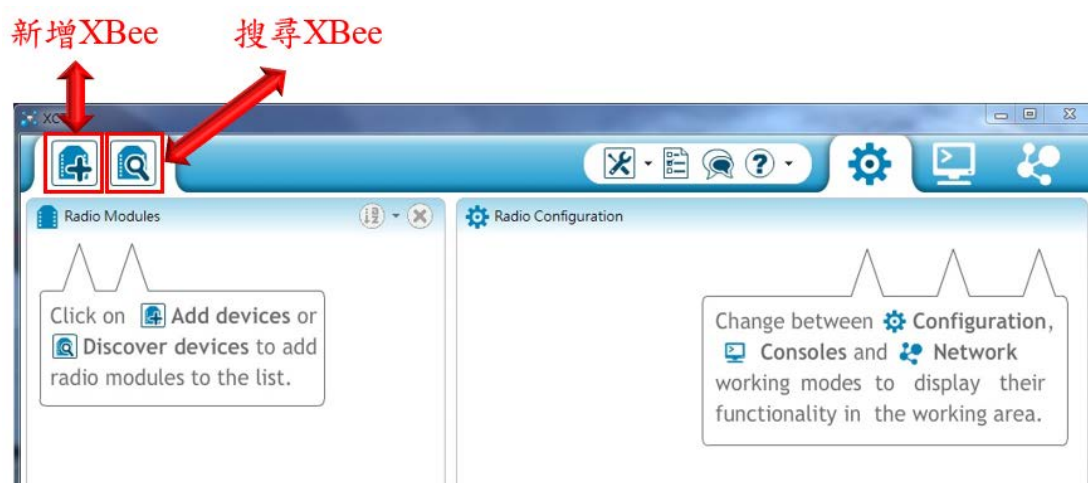 新增XBee
搜尋XBee
Radio Modules
Radio Configuration
Click on Add devices or
Discover devices to add
radio modules to the list.
Change between Configuration,
Consoles and Network
working modes to display their
functionality in the working area.